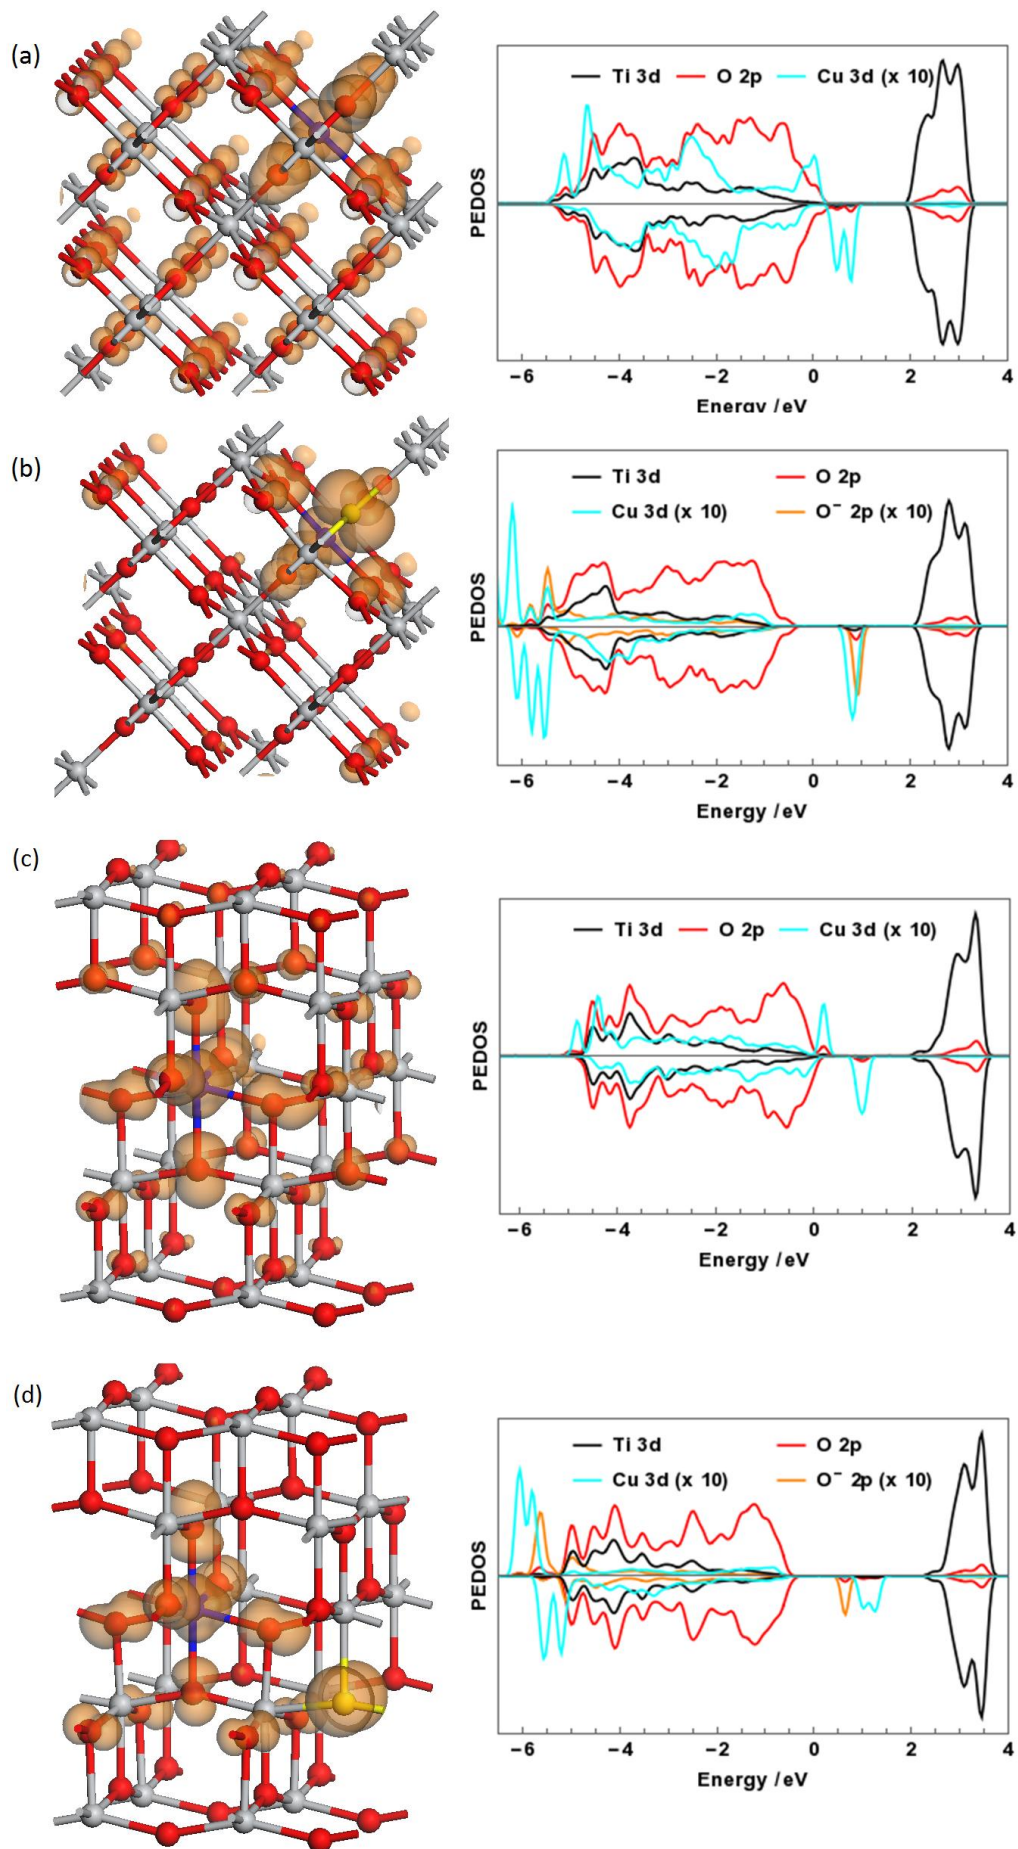 (a)
Ti 3d O 2p Cu 3d (x 10)
PEDOS
−6 −4 −2 0 2 4
Energy /eV
(b)
Ti 3d O 2p
Cu 3d (x 10) O⁻ 2p (x 10)
PEDOS
−6 −4 −2 0 2 4
Energy /eV
(c)
Ti 3d O 2p Cu 3d (x 10)
PEDOS
−6 −4 −2 0 2 4
Energy /eV
(d)
Ti 3d O 2p
Cu 3d (x 10) O⁻ 2p (x 10)
PEDOS
−6 −4 −2 0 2 4
Energy /eV